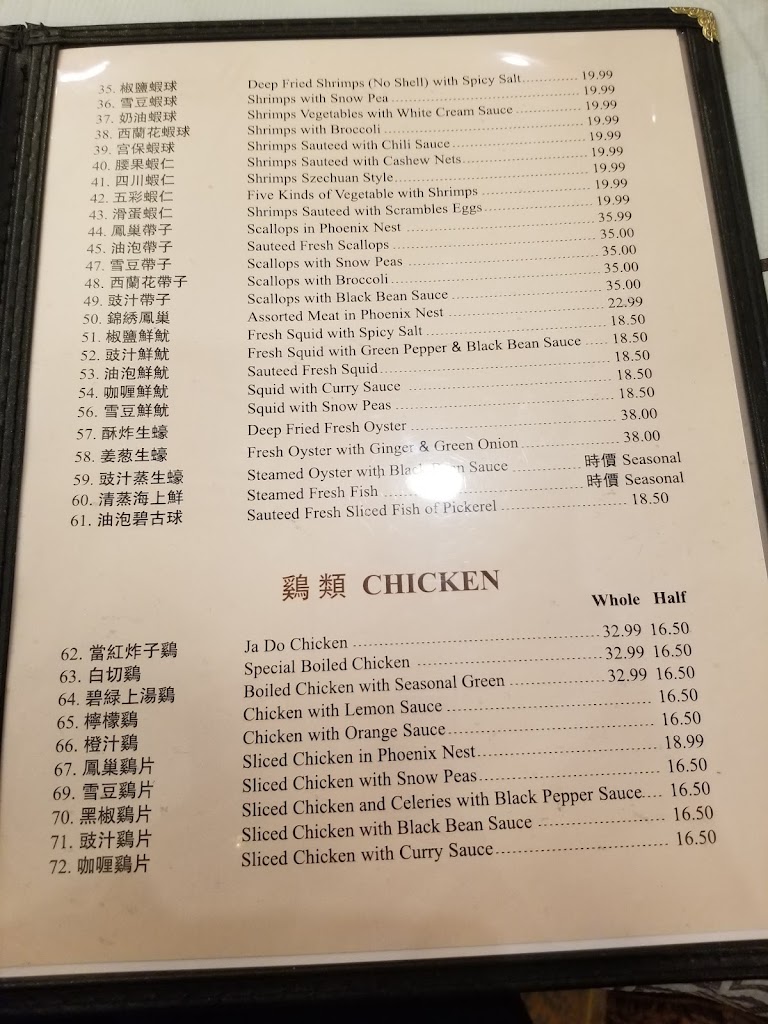 35. 椒鹽蝦球 Deep Fried Shrimps (No Shell) with Spicy Salt 19.99
36. 雪豆蝦球 Shrimps with Snow Pea 19.99
37. 奶油蝦球 Shrimps Vegetables with White Cream Sauce 19.99
38. 西蘭花蝦球 Shrimps with Broccoli 19.99
39. 宮保蝦球 Shrimps Sauteed with Chili Sauce 19.99
40. 腰果蝦仁 Shrimps Sauteed with Cashew Nets 19.99
41. 四川蝦仁 Shrimps Szechuan Style 19.99
42. 五彩蝦仁 Five Kinds of Vegetable with Shrimps 19.99
43. 滑蛋蝦仁 Shrimps Sauteed with Scrambles Eggs 19.99
44. 鳳巢帶子 Scallops in Phoenix Nest 35.99
45. 油泡帶子 Sauteed Fresh Scallops 35.00
47. 雪豆帶子 Scallops with Snow Peas 35.00
48. 西蘭花帶子 Scallops with Broccoli 35.00
49. 豉汁帶子 Scallops with Black Bean Sauce 35.00
50. 錦綉鳳巢 Assorted Meat in Phoenix Nest 22.99
51. 椒鹽鮮魷 Fresh Squid with Spicy Salt 18.50
52. 豉汁鮮魷 Fresh Squid with Green Pepper & Black Bean Sauce 18.50
53. 油泡鮮魷 Sauteed Fresh Squid 18.50
54. 咖喱鮮魷 Squid with Curry Sauce 18.50
56. 雪豆鮮魷 Squid with Snow Peas 18.50
57. 酥炸生蠔 Deep Fried Fresh Oyster 38.00
58. 姜葱生蠔 Fresh Oyster with Ginger & Green Onion 38.00
59. 豉汁蒸生蠔 Steamed Oyster with Black Bean Sauce 時價 Seasonal
60. 清蒸海上鮮 Steamed Fresh Fish 時價 Seasonal
61. 油泡碧古球 Sauteed Fresh Sliced Fish of Pickerel 18.50
鷄類 CHICKEN
Whole Half
62. 當紅炸子鷄 Ja Do Chicken 32.99 16.50
63. 白切鷄 Special Boiled Chicken 32.99 16.50
64. 碧綠上湯鷄 Boiled Chicken with Seasonal Green 32.99 16.50
65. 檸檬鷄 Chicken with Lemon Sauce 16.50
66. 橙汁鷄 Chicken with Orange Sauce 16.50
67. 鳳巢鷄片 Sliced Chicken in Phoenix Nest 18.99
69. 雪豆鷄片 Sliced Chicken with Snow Peas 16.50
70. 黑椒鷄片 Sliced Chicken and Celeries with Black Pepper Sauce 16.50
71. 豉汁鷄片 Sliced Chicken with Black Bean Sauce 16.50
72. 咖喱鷄片 Sliced Chicken with Curry Sauce 16.50